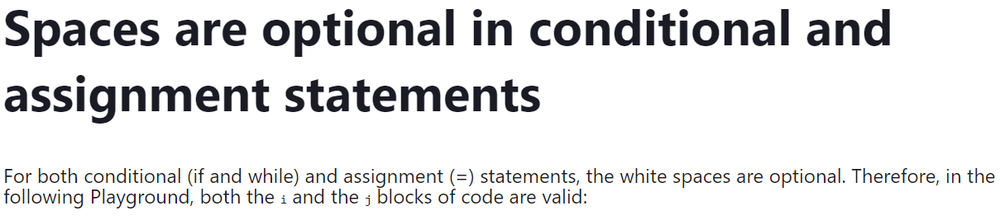 Spaces are optional in conditional and
assignment statements
For both conditional (if and while) and assignment (=) statements, the white spaces are optional. Therefore, in the
following Playground, both the i and the j blocks of code are valid: